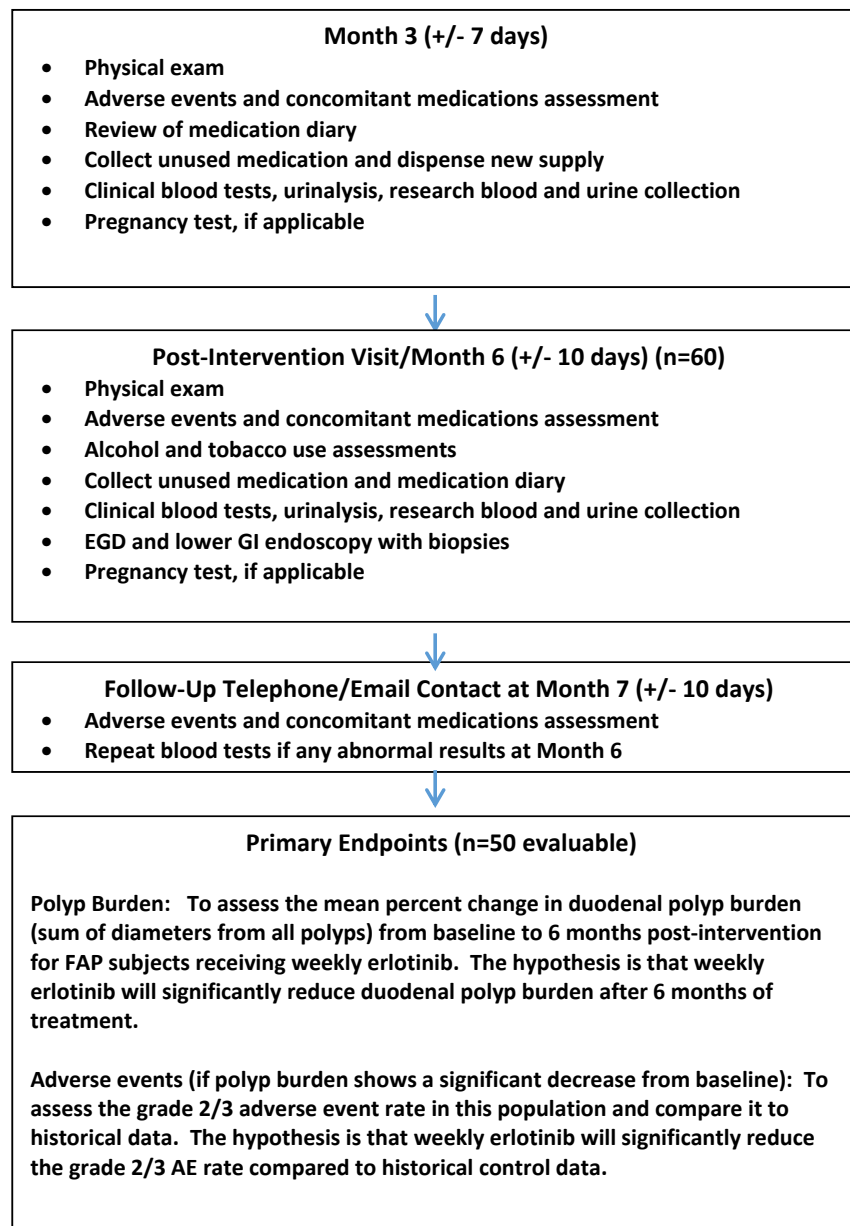 Month 3 (+/- 7 days)
• Physical exam
• Adverse events and concomitant medications assessment
• Review of medication diary
• Collect unused medication and dispense new supply
• Clinical blood tests, urinalysis, research blood and urine collection
• Pregnancy test, if applicable
Post-Intervention Visit/Month 6 (+/- 10 days) (n=60)
• Physical exam
• Adverse events and concomitant medications assessment
• Alcohol and tobacco use assessments
• Collect unused medication and medication diary
• Clinical blood tests, urinalysis, research blood and urine collection
• EGD and lower GI endoscopy with biopsies
• Pregnancy test, if applicable
Follow-Up Telephone/Email Contact at Month 7 (+/- 10 days)
• Adverse events and concomitant medications assessment
• Repeat blood tests if any abnormal results at Month 6
Primary Endpoints (n=50 evaluable)
Polyp Burden:   To assess the mean percent change in duodenal polyp burden
(sum of diameters from all polyps) from baseline to 6 months post-intervention
for FAP subjects receiving weekly erlotinib.  The hypothesis is that weekly
erlotinib will significantly reduce duodenal polyp burden after 6 months of
treatment.
Adverse events (if polyp burden shows a significant decrease from baseline):  To
assess the grade 2/3 adverse event rate in this population and compare it to
historical data.  The hypothesis is that weekly erlotinib will significantly reduce
the grade 2/3 AE rate compared to historical control data.